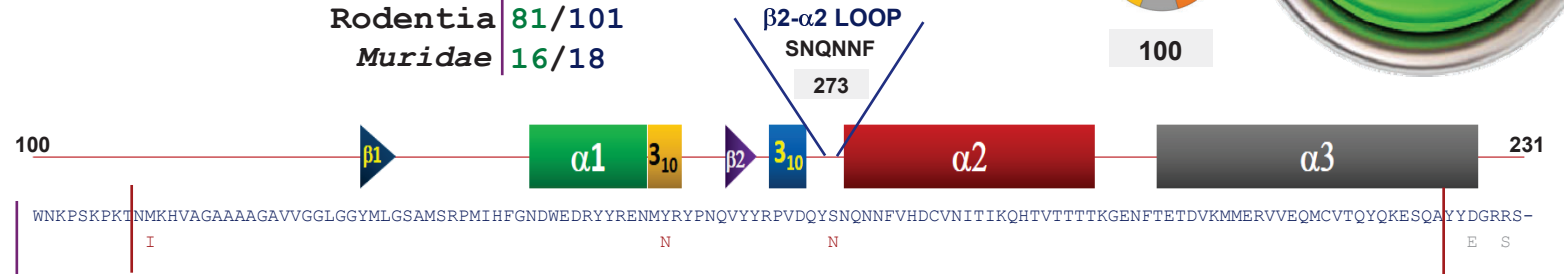 Rodentia 81/101
Muridae 16/18
β2-α2 LOOP
SNQNNF
273
100
100
β1
α1
3₁₀
β2
3₁₀
α2
α3
231
WNKPSKPKTNMKHVAGAAAAGAVVGGLGGYMLGSAMSRPMIHFGNDWEDRYYRENMYRYPNQVYYRPVDQYSNQNNFVHDCVNITIKQHTVTTTTKGENFTETDVKMMERVVEQMCVTQYQKESQAYYDGRRS-
I N N E S